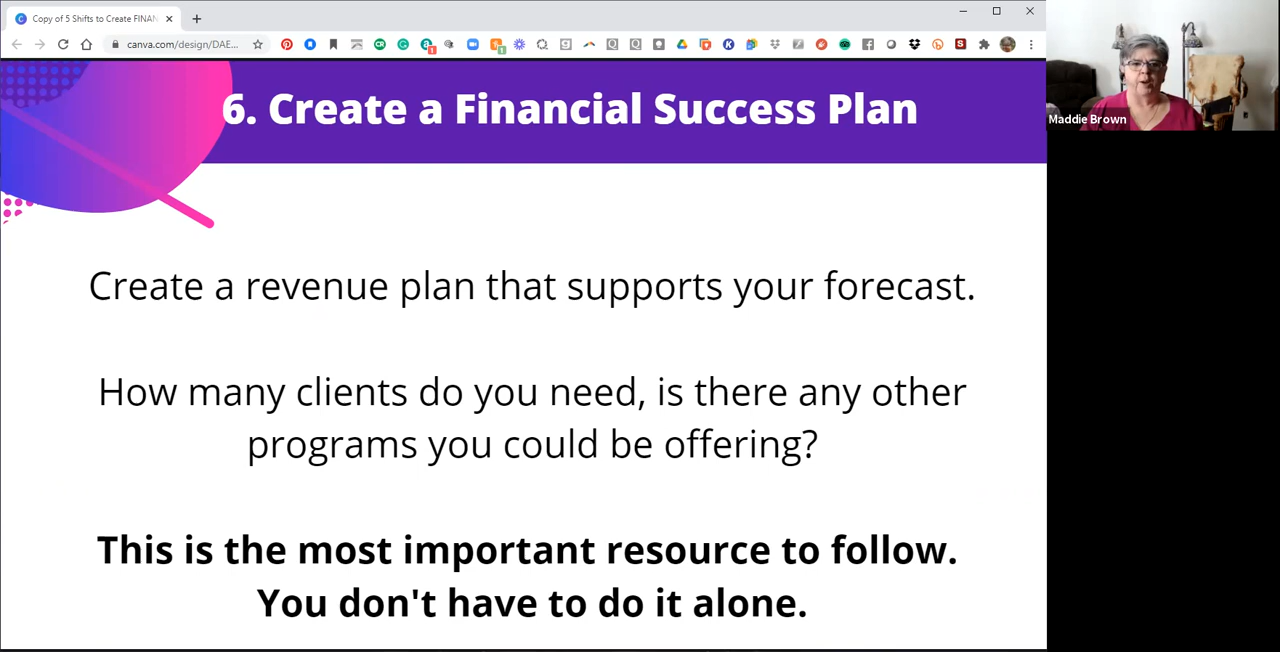 Copy of 5 Shifts to Create FINAN
canva.com/design/DAE...
6. Create a Financial Success Plan
Maddie Brown
Create a revenue plan that supports your forecast.
How many clients do you need, is there any other
programs you could be offering?
This is the most important resource to follow.
You don't have to do it alone.